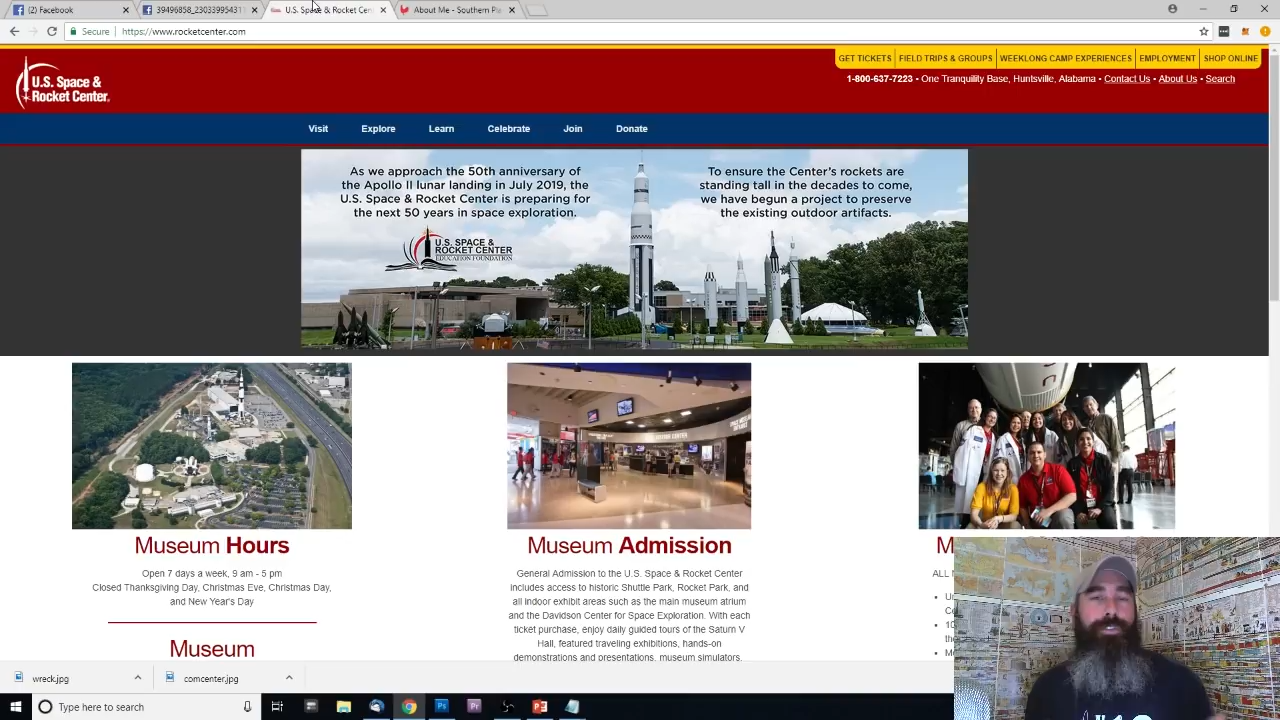 (2) Facebook
39496858_2303399543111
U.S. Space & Rocket Cen
About Me - Southern Pla
Secure
https://www.rocketcenter.com
GET TICKETS
FIELD TRIPS & GROUPS
WEEKLONG CAMP EXPERIENCES
EMPLOYMENT
SHOP ONLINE
1-800-637-7223 - One Tranquility Base, Huntsville, Alabama - Contact Us - About Us - Search
U.S. Space &
Rocket Center.
Visit
Explore
Learn
Celebrate
Join
Donate
As we approach the 50th anniversary of
the Apollo II lunar landing in July 2019, the
U.S. Space & Rocket Center is preparing for
the next 50 years in space exploration.
To ensure the Center's rockets are
standing tall in the decades to come,
we have begun a project to preserve
the existing outdoor artifacts.
U.S. SPACE &
ROCKET CENTER
EDUCATION FOUNDATION
Museum Hours
Open 7 days a week, 9 am - 5 pm
Closed Thanksgiving Day, Christmas Eve, Christmas Day,
and New Year's Day
Museum
Museum Admission
General Admission to the U.S. Space & Rocket Center
includes access to historic Shuttle Park, Rocket Park, and
all indoor exhibit areas such as the main museum atrium
and the Davidson Center for Space Exploration. With each
ticket purchase, enjoy daily guided tours of the Saturn V
Hall, featured traveling exhibitions, hands-on
demonstrations and presentations, museum simulators,
M
wreck.jpg
comcenter.jpg
Type here to search